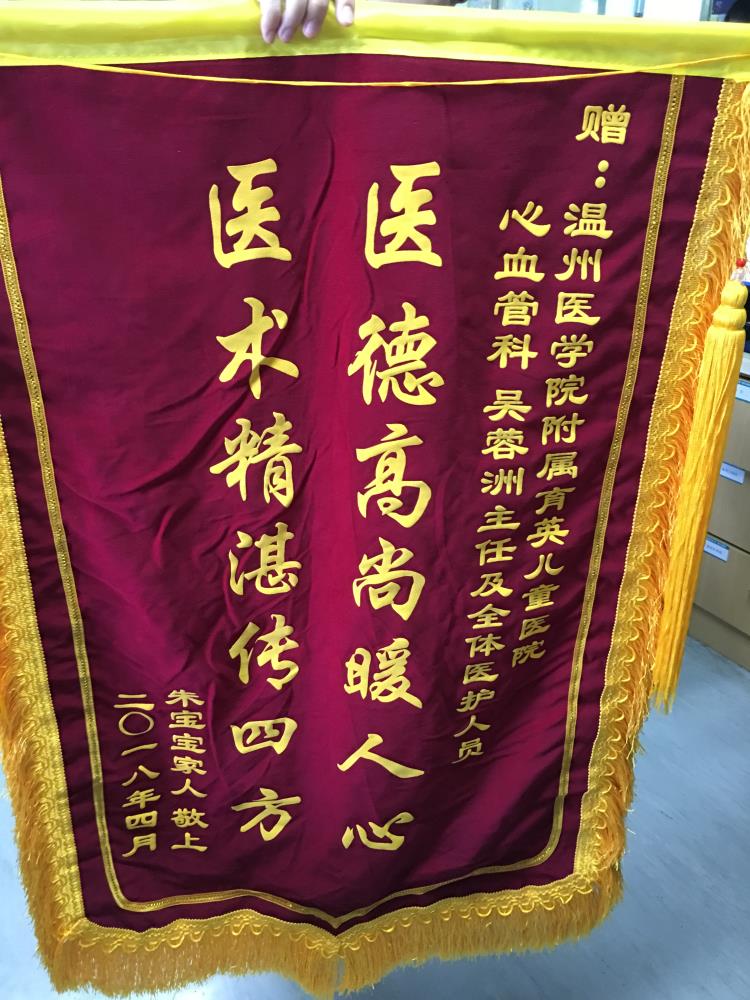 赠：温州医学院附属育英儿童医院
心血管科 吴蓉洲主任及全体医护人员
医德高尚暖人心
医术精湛传四方
朱宝宝家人 敬上
二〇一八年四月